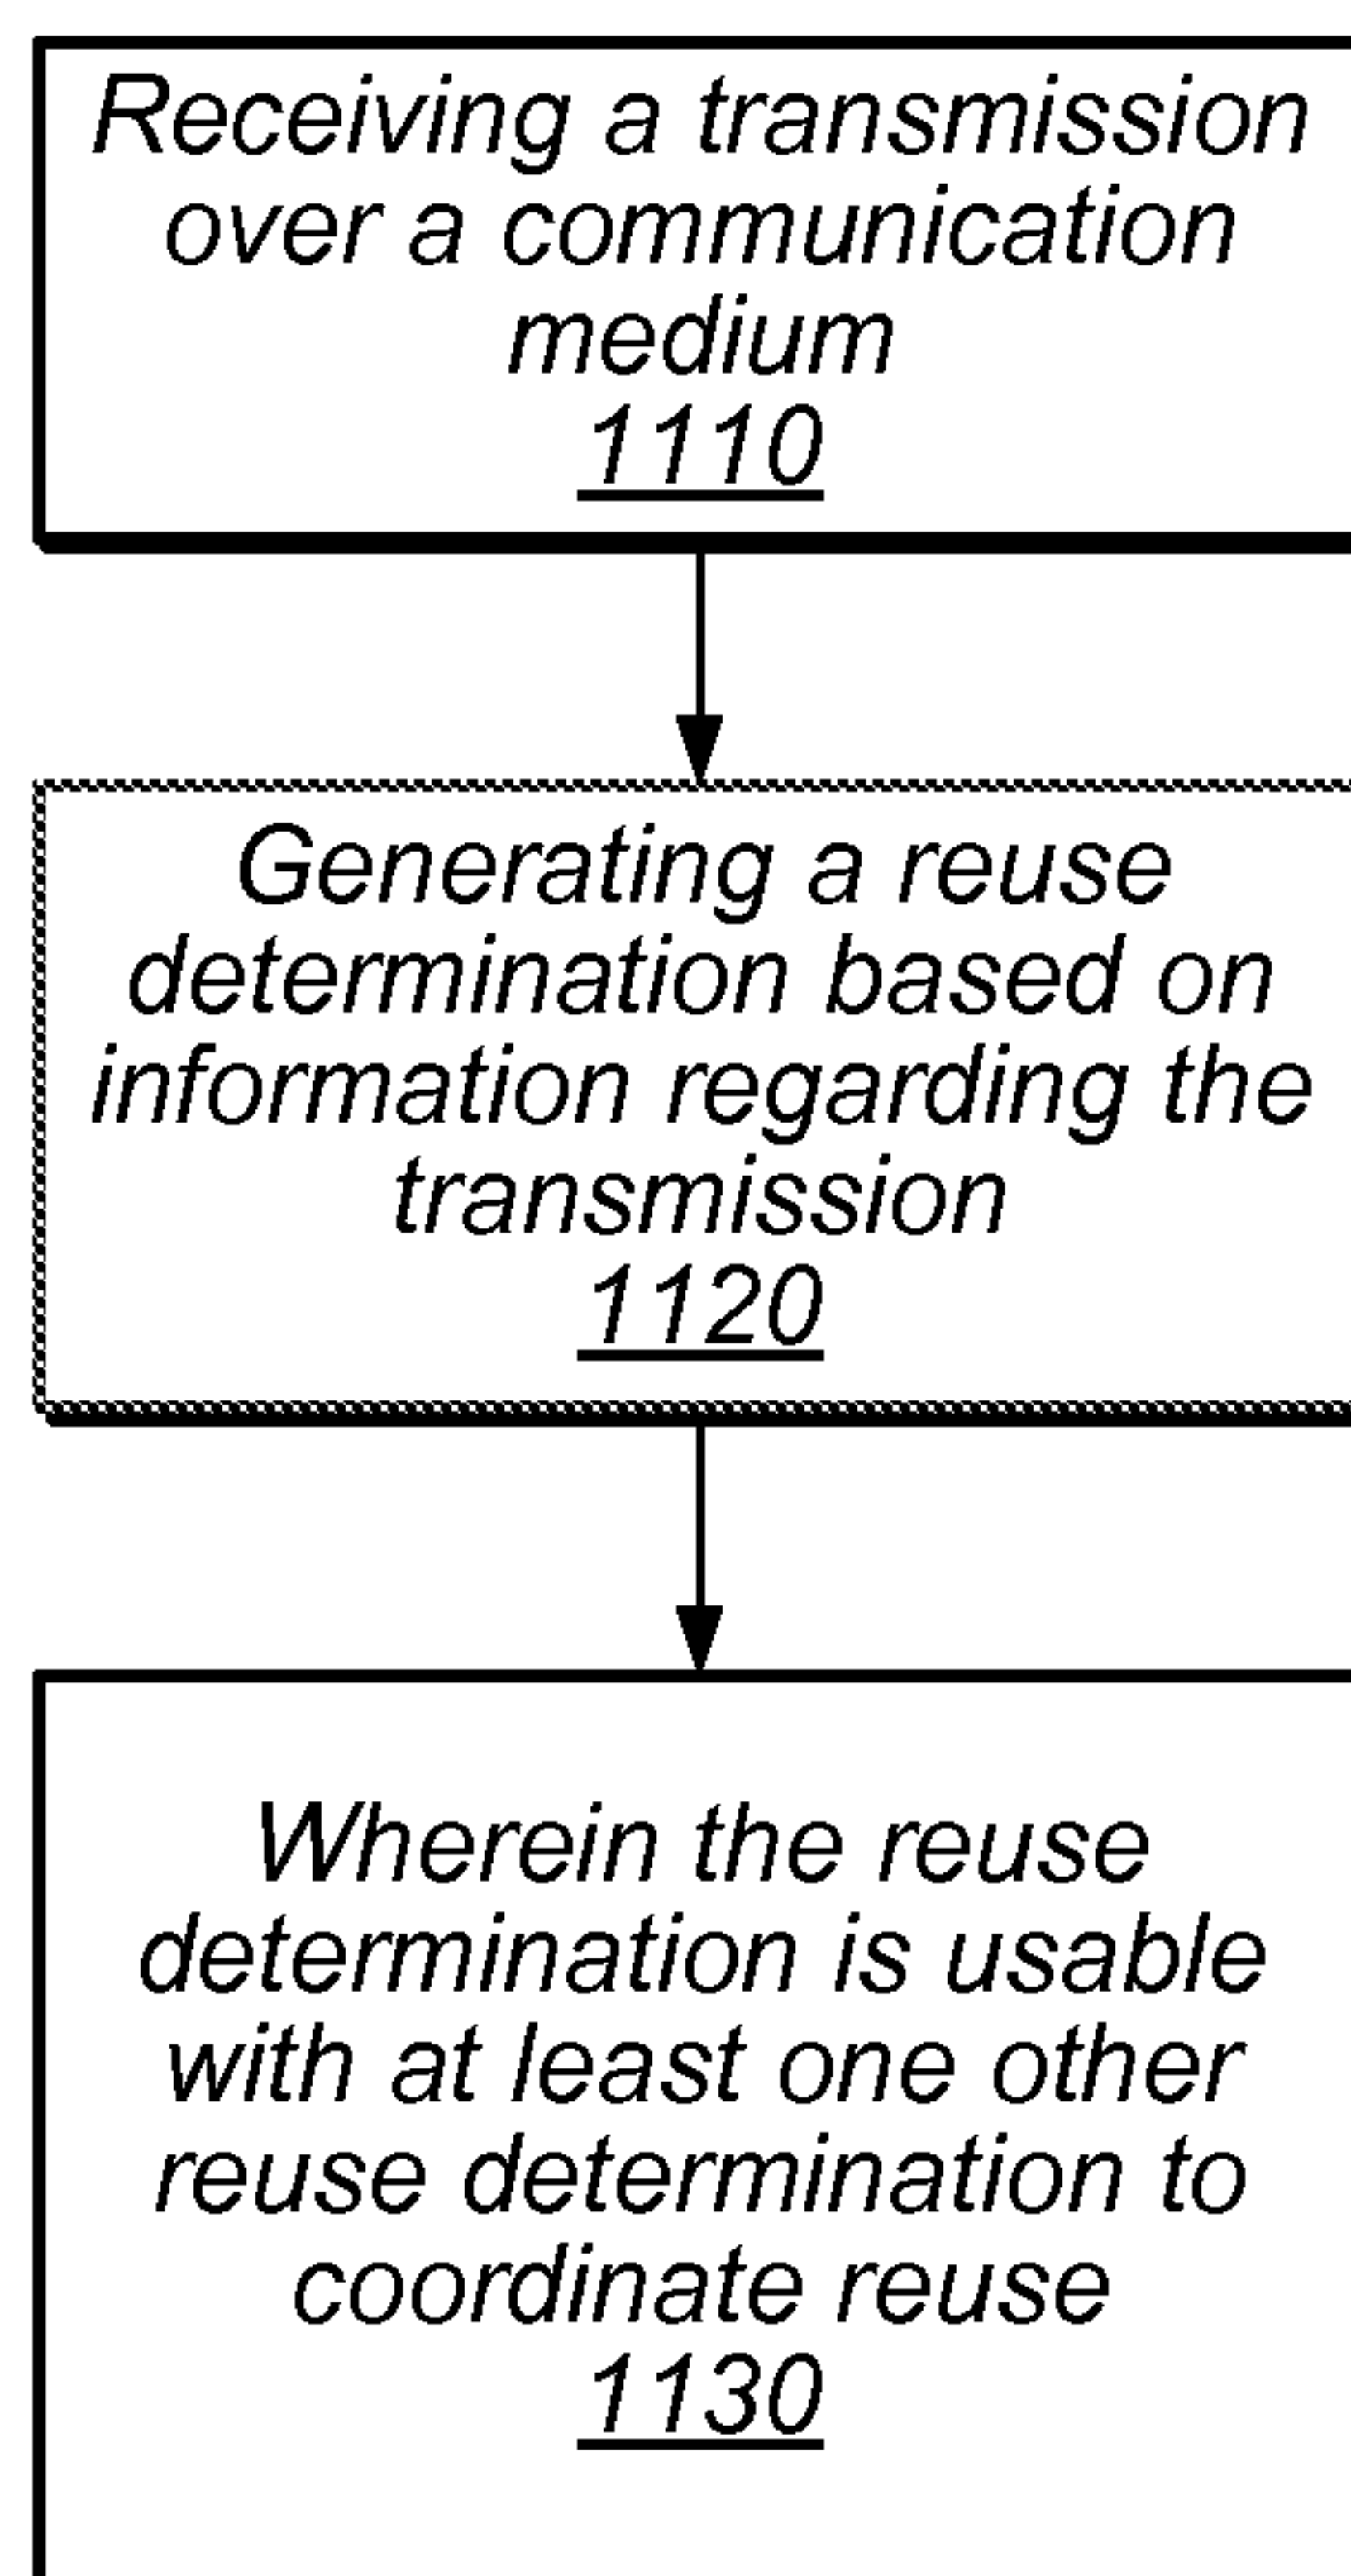 Receiving a transmission
over a communication
medium
1110
Generating a reuse
determination based on
information regarding the
transmission
1120
Wherein the reuse
determination is usable
with at least one other
reuse determination to
coordinate reuse
1130